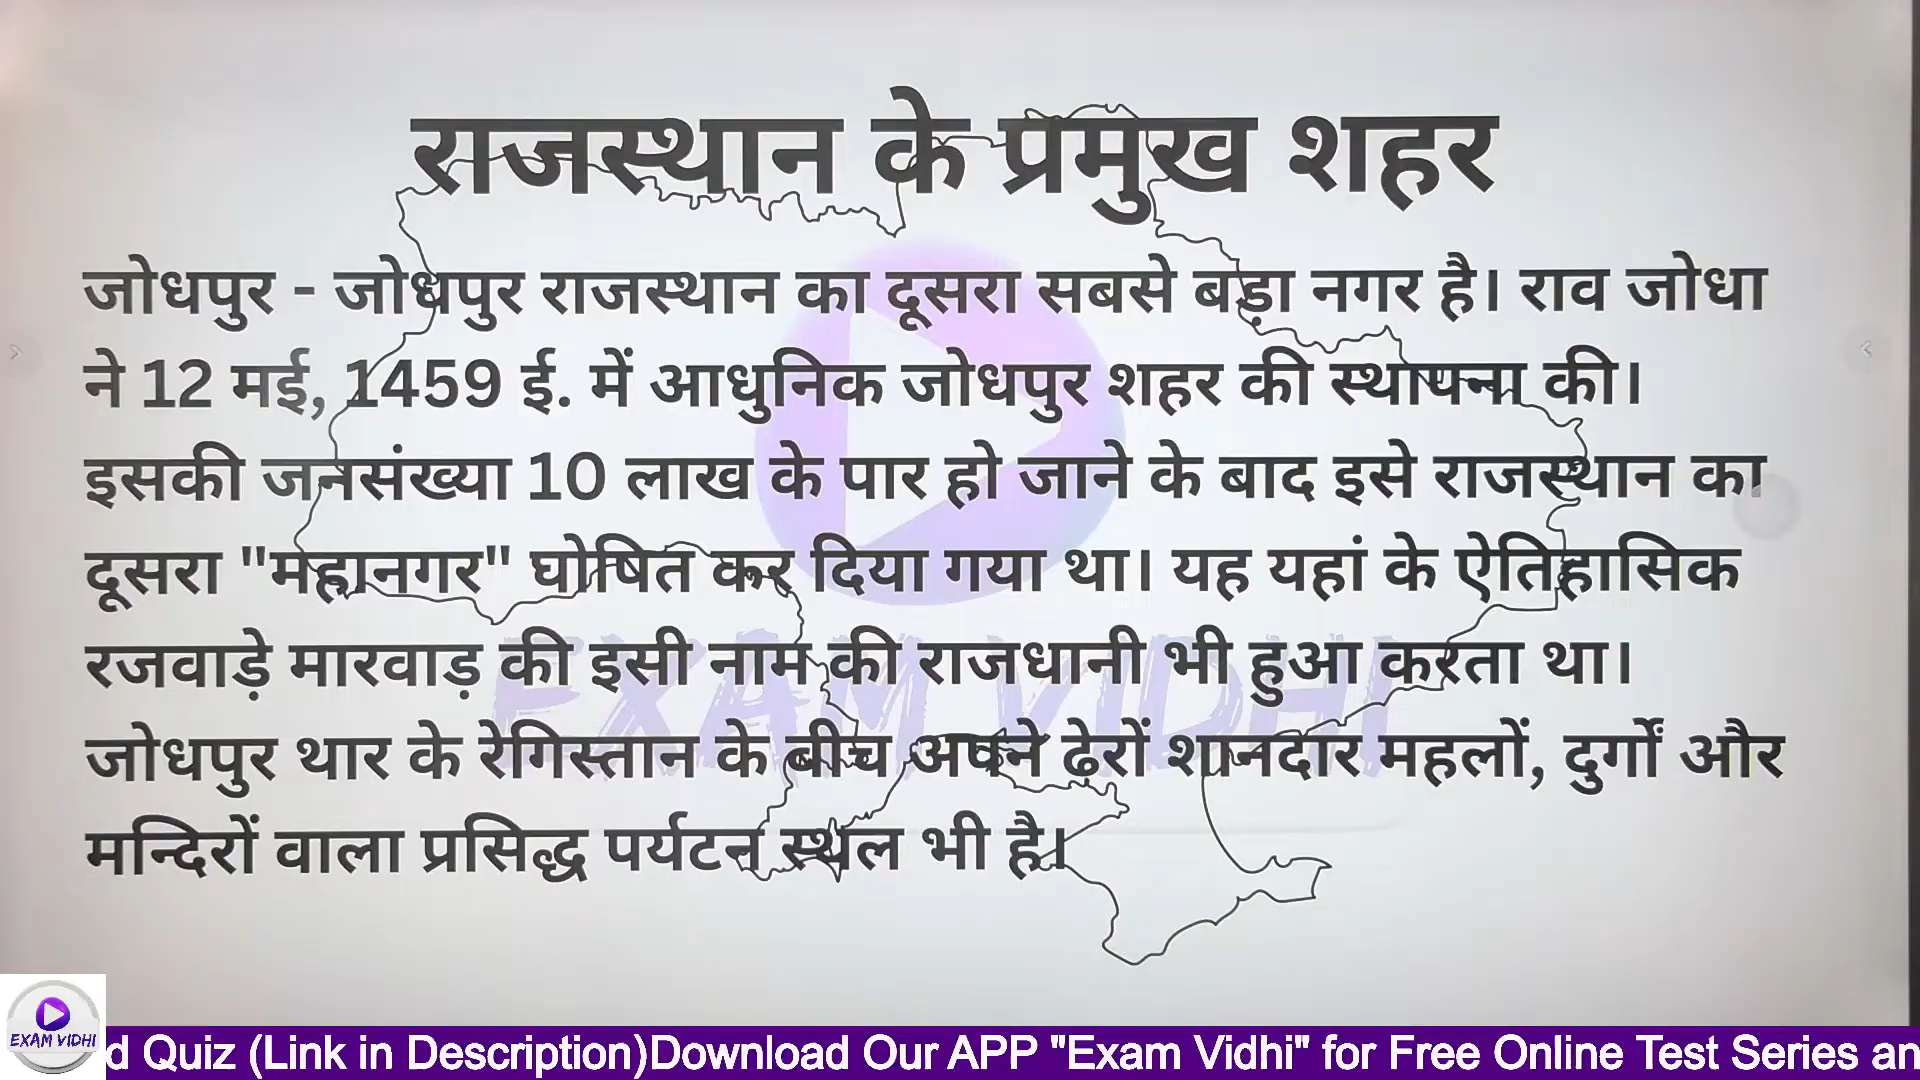 राजस्थान के प्रमुख शहर
जोधपुर - जोधपुर राजस्थान का दूसरा सबसे बड़ा नगर है। राव जोधा
ने 12 मई, 1459 ई. में आधुनिक जोधपुर शहर की स्थापना की।
इसकी जनसंख्या 10 लाख के पार हो जाने के बाद इसे राजस्थान का
दूसरा "महानगर" घोषित कर दिया गया था। यह यहां के ऐतिहासिक
रजवाड़े मारवाड़ की इसी नाम की राजधानी भी हुआ करता था।
जोधपुर थार के रेगिस्तान के बीच अपने ढ़ेरों शानदार महलों, दुर्गों और
मन्दिरों वाला प्रसिद्ध पर्यटन स्थल भी है।
EXAM VIDHI
EXAM VIDHI
d Quiz (Link in Description)Download Our APP "Exam Vidhi" for Free Online Test Series an